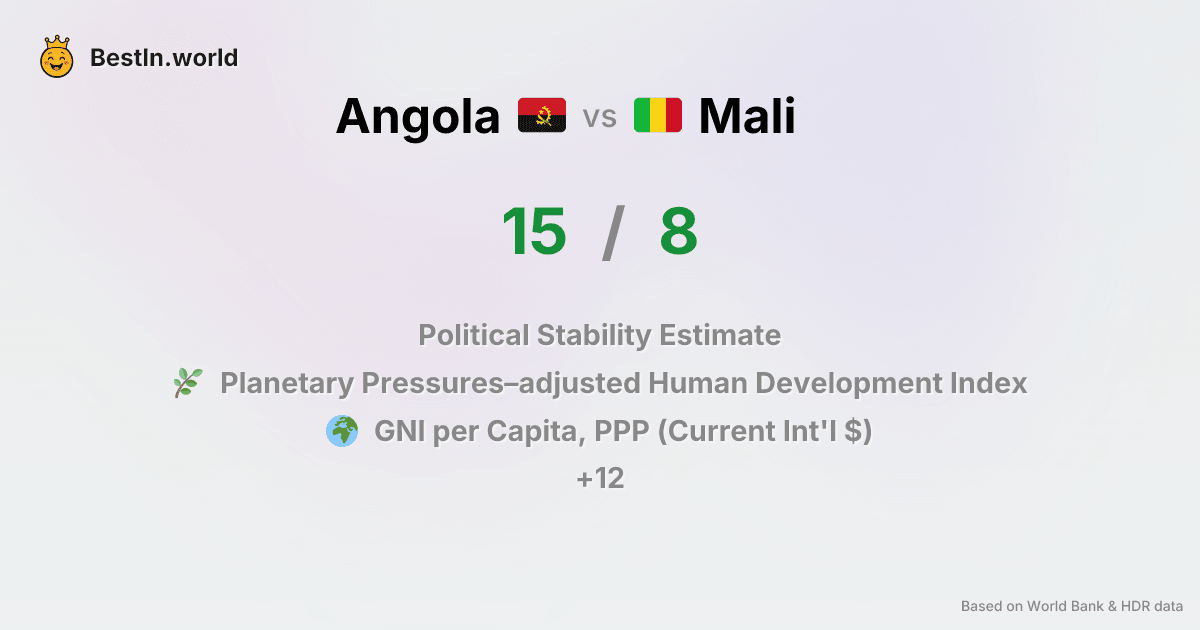 BestIn.world
Angola vs Mali
15 / 8
Political Stability Estimate
Planetary Pressures–adjusted Human Development Index
GNI per Capita, PPP (Current Int'l $)
+12
Based on World Bank & HDR data